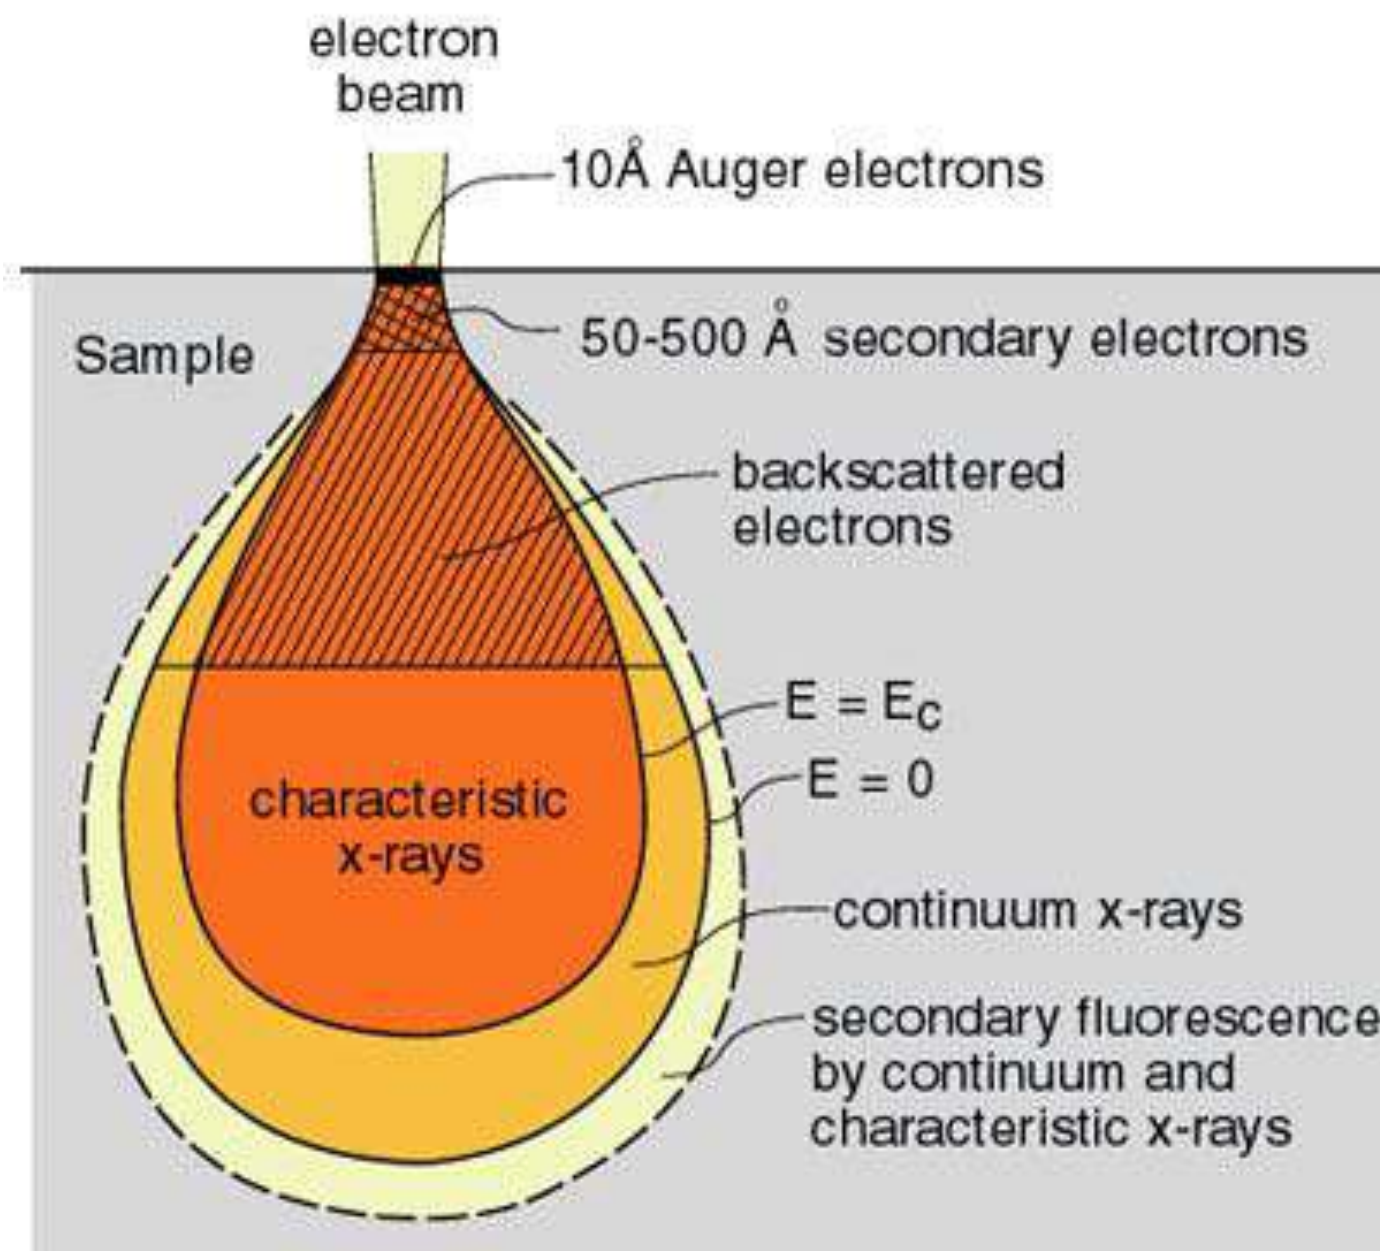 electron
beam
10Å Auger electrons
Sample
50-500 Å secondary electrons
backscattered
electrons
E = Ec
E = 0
characteristic
x-rays
continuum x-rays
secondary fluorescence
by continuum and
characteristic x-rays